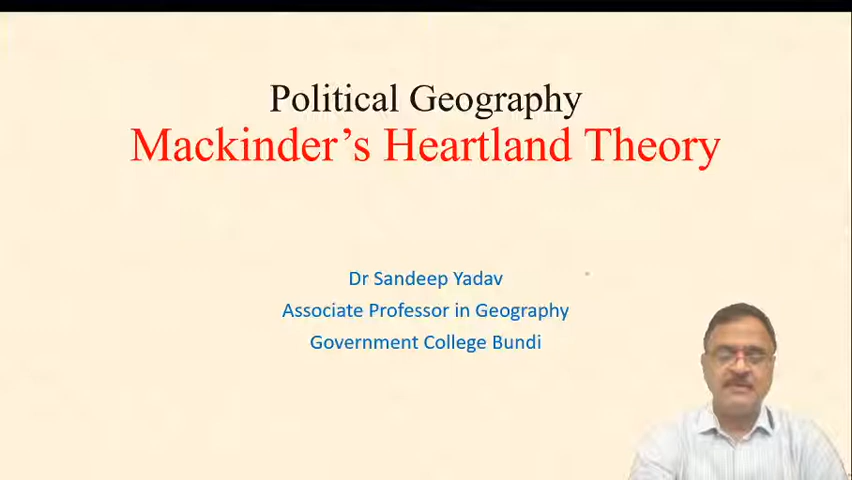 Political Geography
Mackinder’s Heartland Theory
Dr Sandeep Yadav
Associate Professor in Geography
Government College Bundi